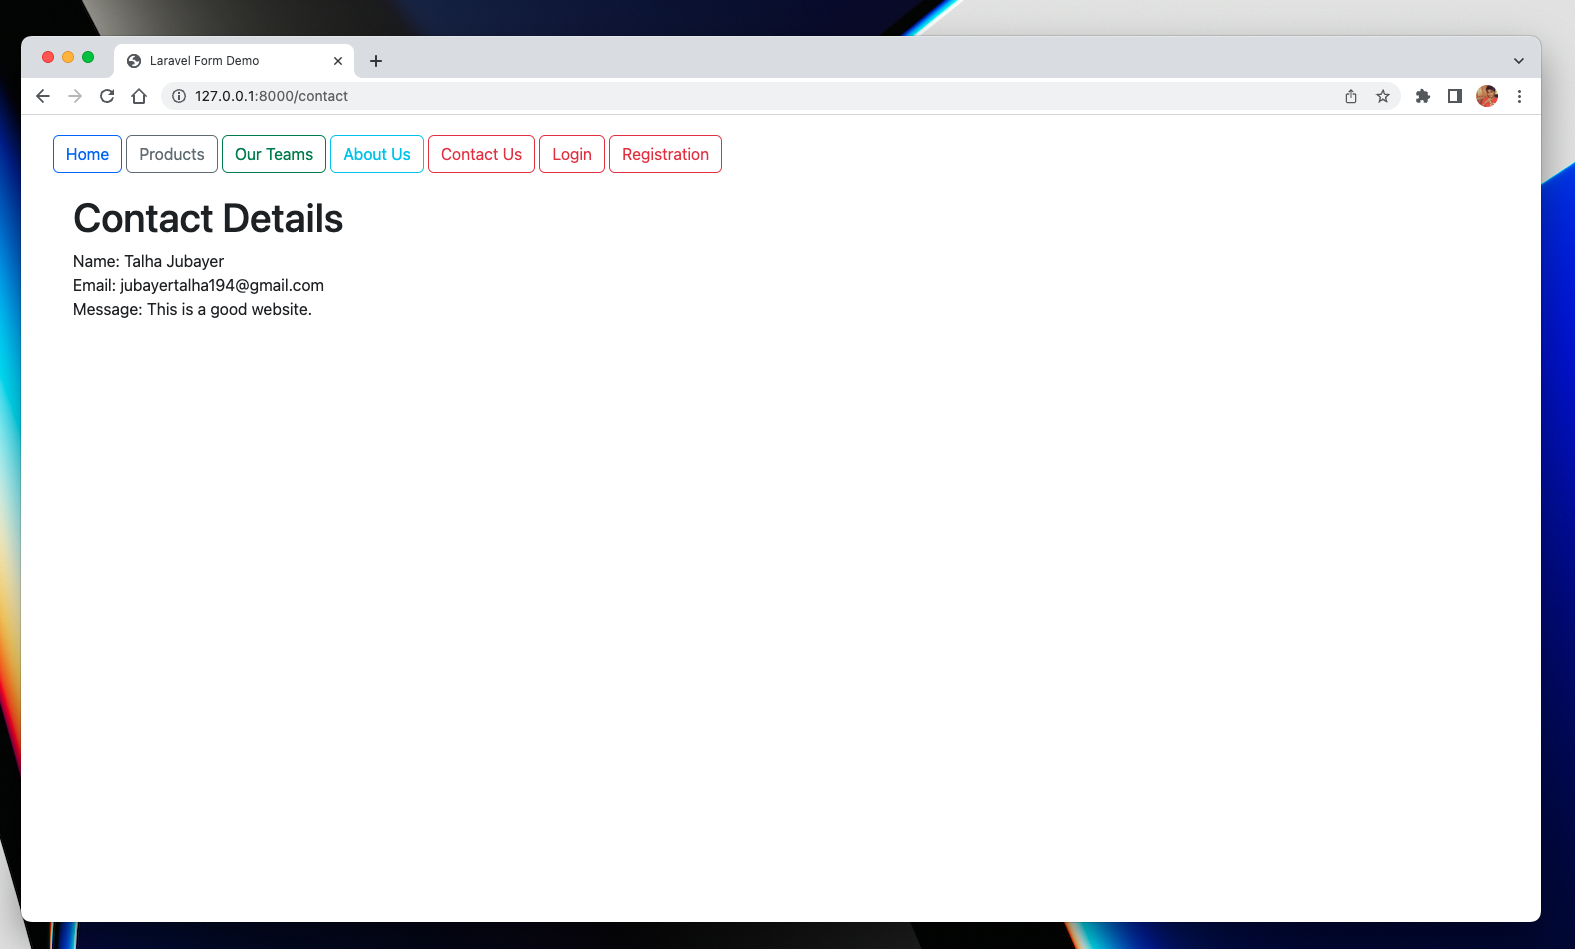 Laravel Form Demo
127.0.0.1:8000/contact
Home Products Our Teams About Us Contact Us Login Registration
Contact Details
Name: Talha Jubayer
Email: jubayertalha194@gmail.com
Message: This is a good website.